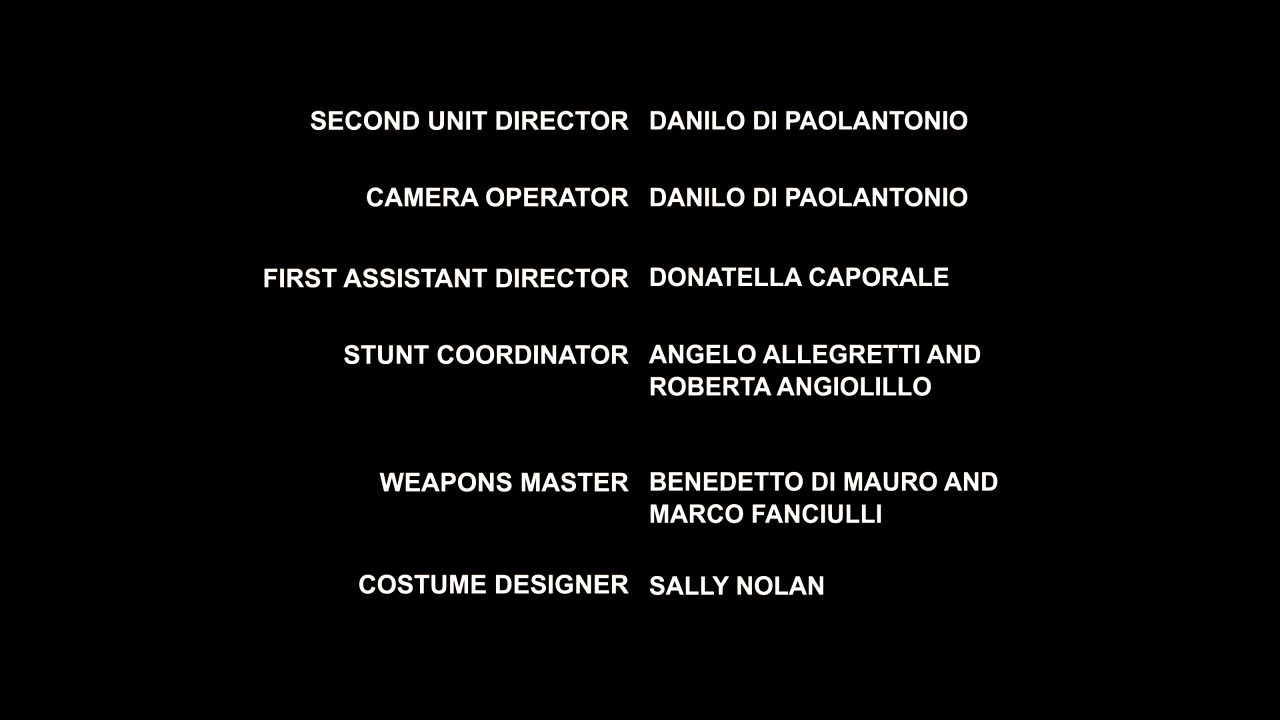 SECOND UNIT DIRECTOR DANILO DI PAOLANTONIO
CAMERA OPERATOR DANILO DI PAOLANTONIO
FIRST ASSISTANT DIRECTOR DONATELLA CAPORALE
STUNT COORDINATOR ANGELO ALLEGRETTI AND
ROBERTA ANGIOLILLO
WEAPONS MASTER BENEDETTO DI MAURO AND
MARCO FANCIULLI
COSTUME DESIGNER SALLY NOLAN